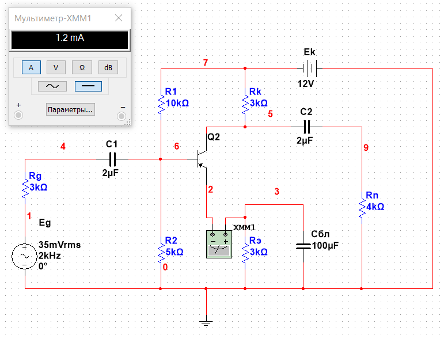 Мультиметр-XMM1
1.2 mA
A
V
Ω
dB
Параметры...
+
−
7
Ek
12V
R1
10kΩ
Rk
3kΩ
5
C2
2µF
9
4
C1
2µF
6
Q2
Rg
3kΩ
2
3
Rn
4kΩ
1
Eg
35mVrms
2kHz
0°
R2
5kΩ
0
XMM1
Rэ
3kΩ
Cбл
100µF